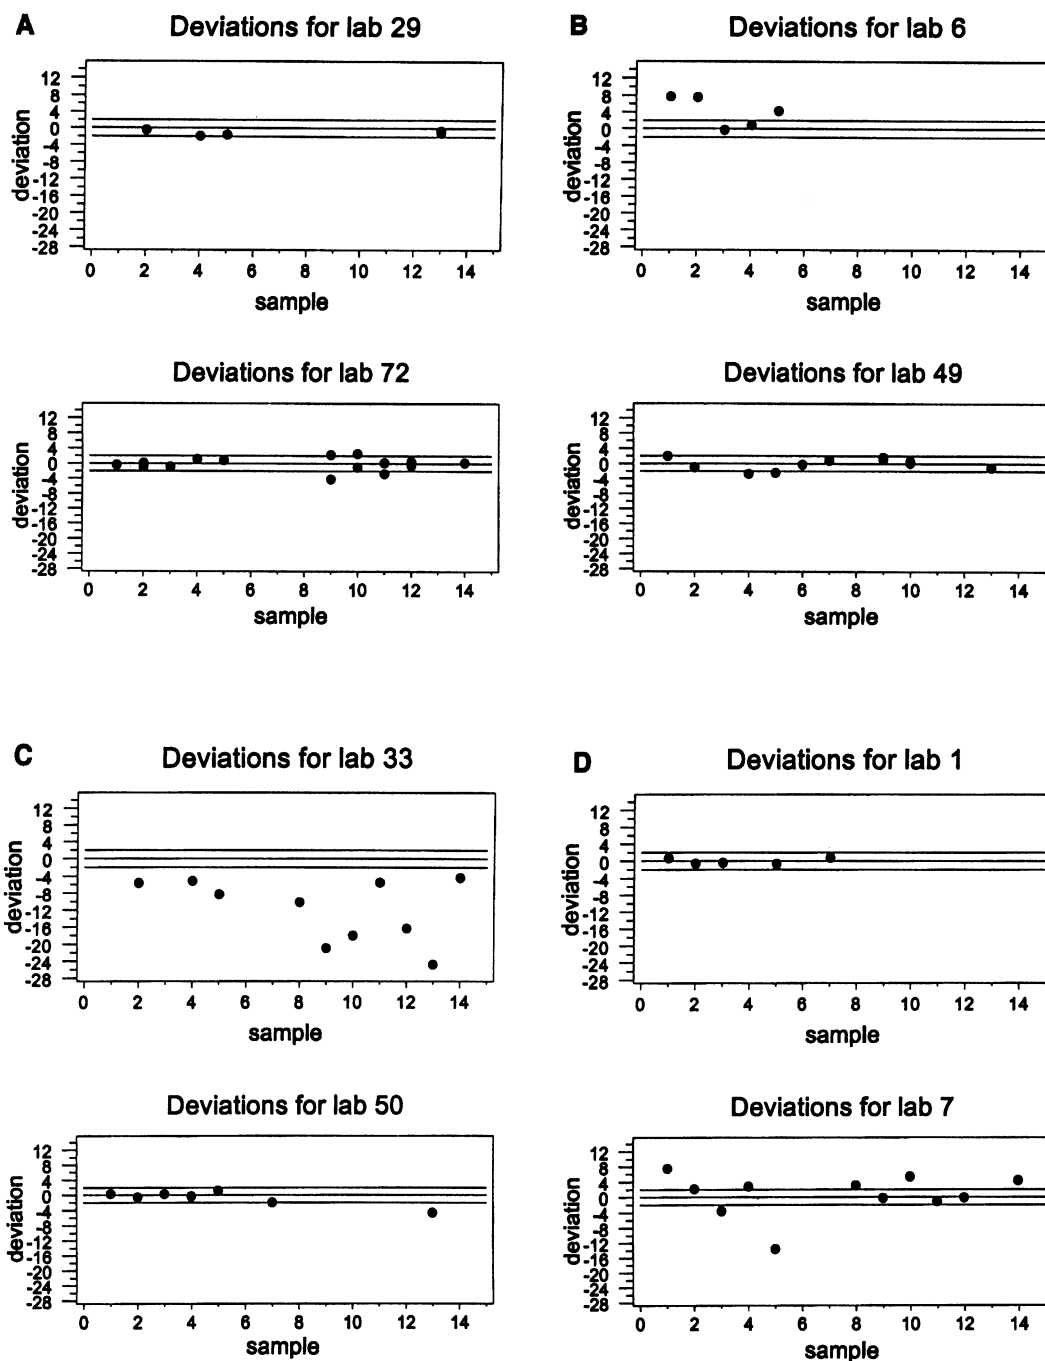 A
Deviations for lab 29
deviation
12
8
4
0
-4
-8
-12
-16
-20
-24
-28
0 2 4 6 8 10 12 14
sample
B
Deviations for lab 6
deviation
12
8
4
0
-4
-8
-12
-16
-20
-24
-28
0 2 4 6 8 10 12 14
sample
Deviations for lab 72
deviation
12
8
4
0
-4
-8
-12
-16
-20
-24
-28
0 2 4 6 8 10 12 14
sample
Deviations for lab 49
deviation
12
8
4
0
-4
-8
-12
-16
-20
-24
-28
0 2 4 6 8 10 12 14
sample
C
Deviations for lab 33
deviation
12
8
4
0
-4
-8
-12
-16
-20
-24
-28
0 2 4 6 8 10 12 14
sample
D
Deviations for lab 1
deviation
12
8
4
0
-4
-8
-12
-16
-20
-24
-28
0 2 4 6 8 10 12 14
sample
Deviations for lab 50
deviation
12
8
4
0
-4
-8
-12
-16
-20
-24
-28
0 2 4 6 8 10 12 14
sample
Deviations for lab 7
deviation
12
8
4
0
-4
-8
-12
-16
-20
-24
-28
0 2 4 6 8 10 12 14
sample